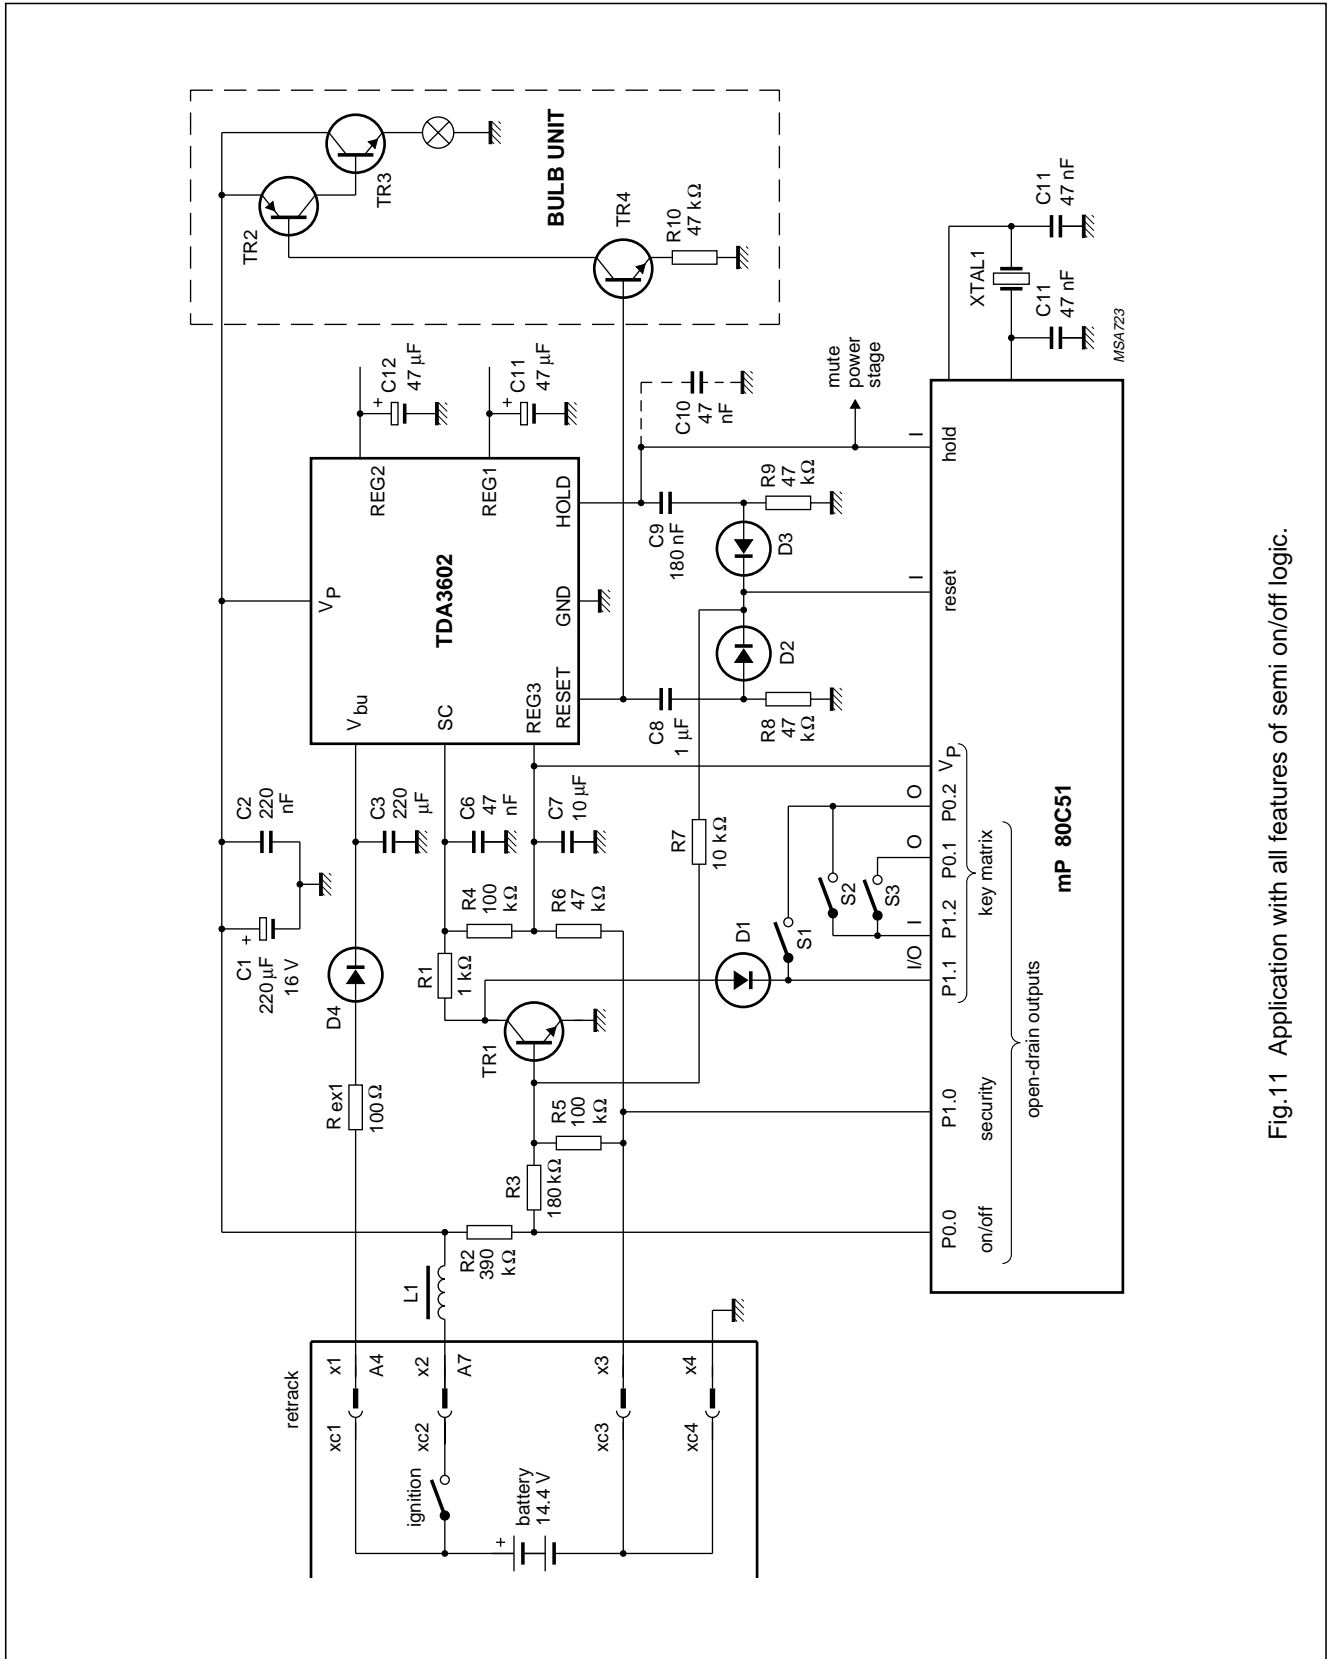 retrack
xc1
x1
A4
xc2
x2
A7
xc3
x3
xc4
x4
ignition
battery
14.4 V
+
L1
R ex1
100 Ω
D4
C1
+
220 µF
16 V
C2
220
nF
C3
220
µF
R2
390
kΩ
R3
180 kΩ
R5
100
kΩ
TR1
R1
1 kΩ
R4
100
kΩ
R6
47
kΩ
C6
47
nF
C7
10 µF
V bu
SC
REG3
RESET
V P
TDA3602
GND
REG2
REG1
HOLD
+
C12
47 µF
+
C11
47 µF
TR2
TR3
BULB UNIT
TR4
R10
47 kΩ
C8
1 µF
C9
180 nF
C10
47
nF
R8
47
kΩ
D2
D3
R9
47
kΩ
R7
10 kΩ
D1
S1
S2
S3
mute
power
stage
P0.0
on/off
P1.0
security
open-drain outputs
I/O
P1.1
I
P1.2
O
P0.1
O
P0.2
V P
key matrix
I
reset
I
hold
mP 80C51
XTAL1
C11
47 nF
C11
47 nF
MSA723
Fig.11 Application with all features of semi on/off logic.